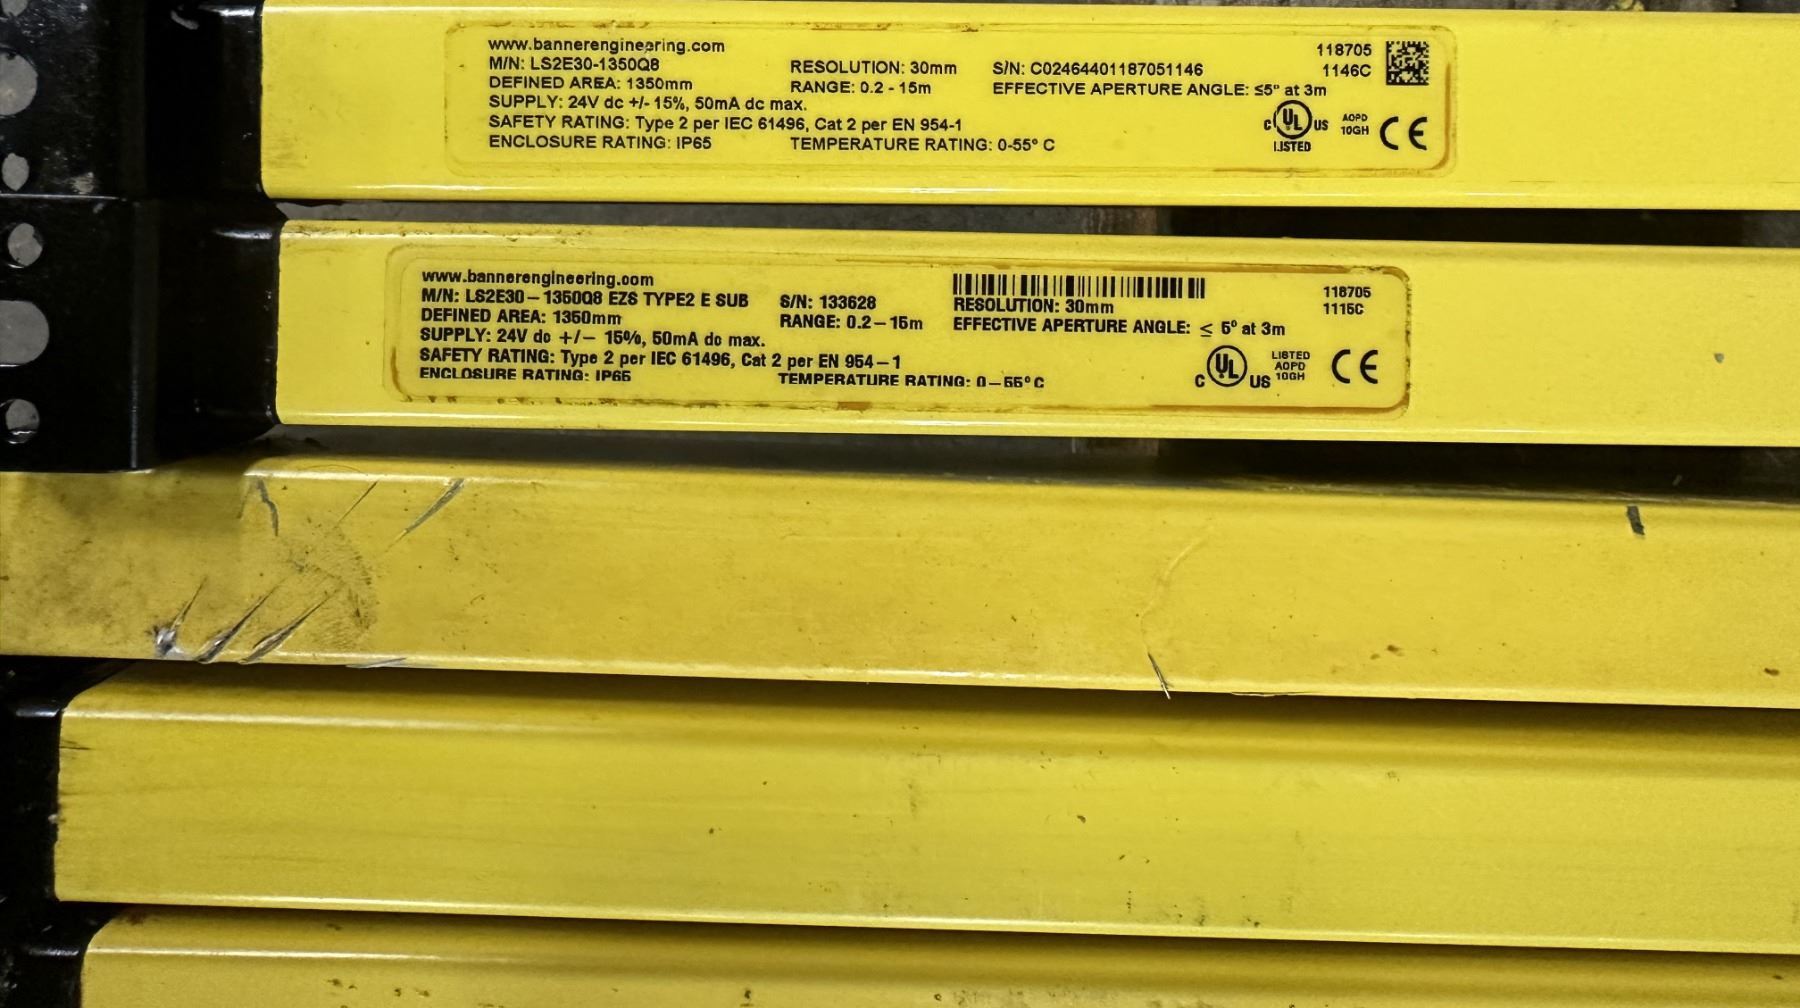 www.bannerengineering.com
M/N: LS2E30-1350Q8
DEFINED AREA: 1350mm
SUPPLY: 24V dc +/- 15%, 50mA dc max.
SAFETY RATING: Type 2 per IEC 61496, Cat 2 per EN 954-1
ENCLOSURE RATING: IP65
RESOLUTION: 30mm
RANGE: 0.2 - 15m
TEMPERATURE RATING: 0-55° C
S/N: C02464401187051146
EFFECTIVE APERTURE ANGLE: ≤5° at 3m
118705
1146C
C UL US
LISTED
AOPD
10GH
CE
www.bannerengineering.com
M/N: LS2E30-1350Q8 EZS TYPE2 E SUB
DEFINED AREA: 1350mm
SUPPLY: 24V dc +/- 15%, 50mA dc max.
SAFETY RATING: Type 2 per IEC 61496, Cat 2 per EN 954-1
ENCLOSURE RATING: IP65
S/N: 133628
RANGE: 0.2-15m
TEMPERATURE RATING: 0-55° C
RESOLUTION: 30mm
EFFECTIVE APERTURE ANGLE: ≤ 5° at 3m
118705
1115C
C UL US
LISTED
AOPD
10GH
CE